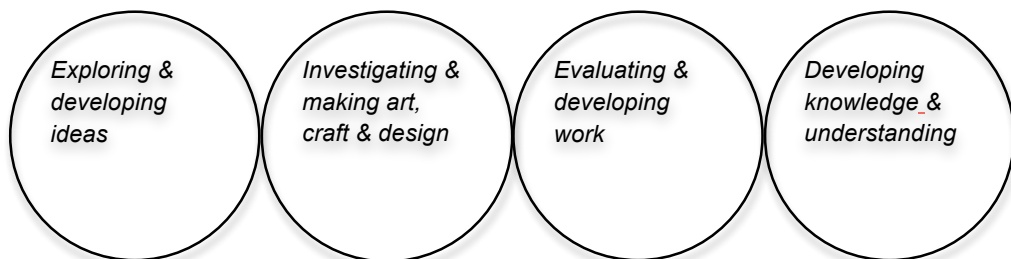 Exploring &
developing
ideas
Investigating &
making art,
craft & design
Evaluating &
developing
work
Developing
knowledge &
understanding